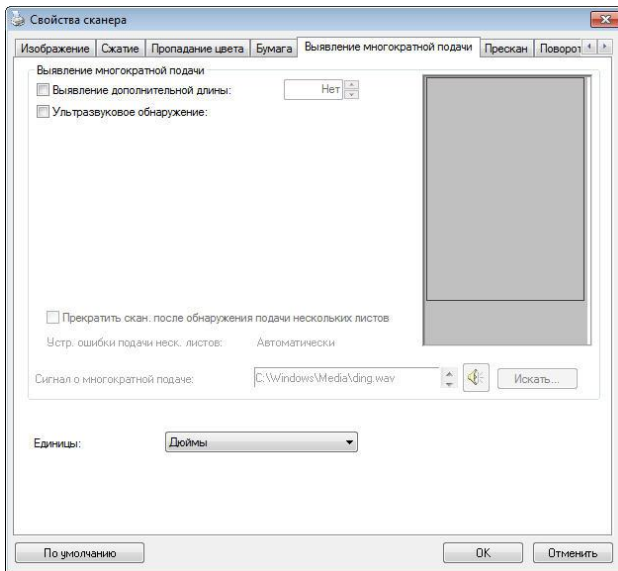 Свойства сканера
Изображение Сжатие Пропадание цвета Бумага Выявление многократной подачи Прескан Поворот
Выявление многократной подачи
Выявление дополнительной длины: Нет
Ультразвуковое обнаружение:
Прекратить скан. после обнаружения подачи нескольких листов
Устр. ошибки подачи неск. листов: Автоматически
Сигнал о многократной подаче: C:\Windows\Media\ding.wav Искать...
Единицы: Дюймы
По умолчанию OK Отменить